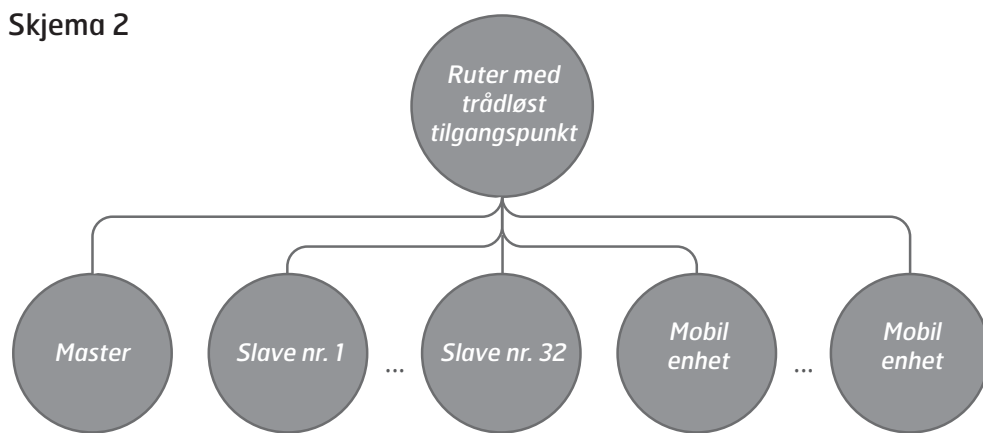 Skjema 2
Ruter med
trådløst
tilgangspunkt
Master
Slave nr. 1
...
Slave nr. 32
Mobil
enhet
...
Mobil
enhet